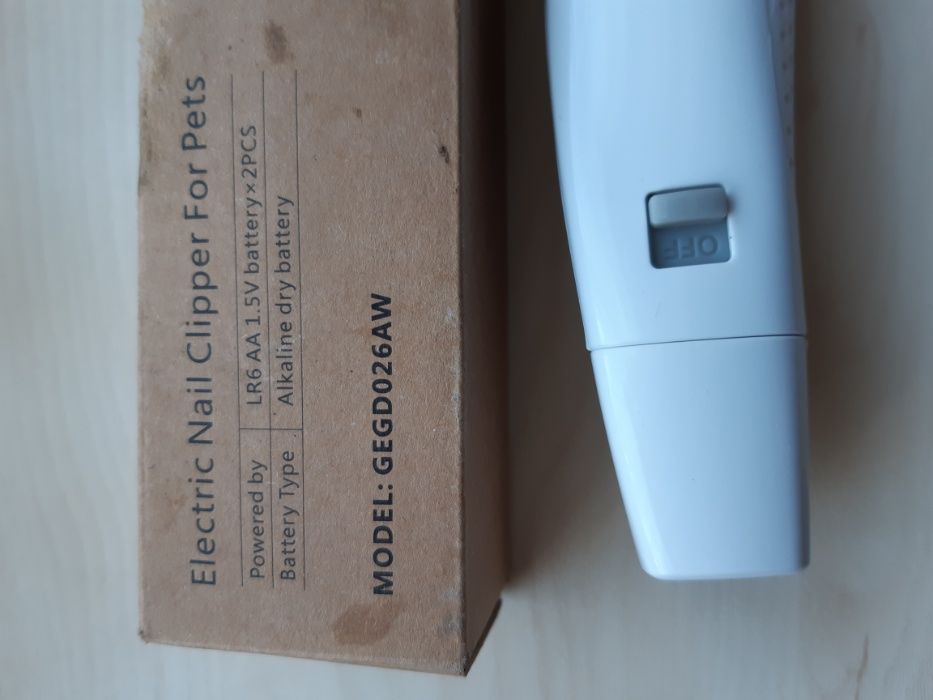 Electric Nail Clipper For Pets
Powered by LR6 AA 1.5V battery×2PCS
Battery Type Alkaline dry battery
MODEL: GEGD026AW
OFF